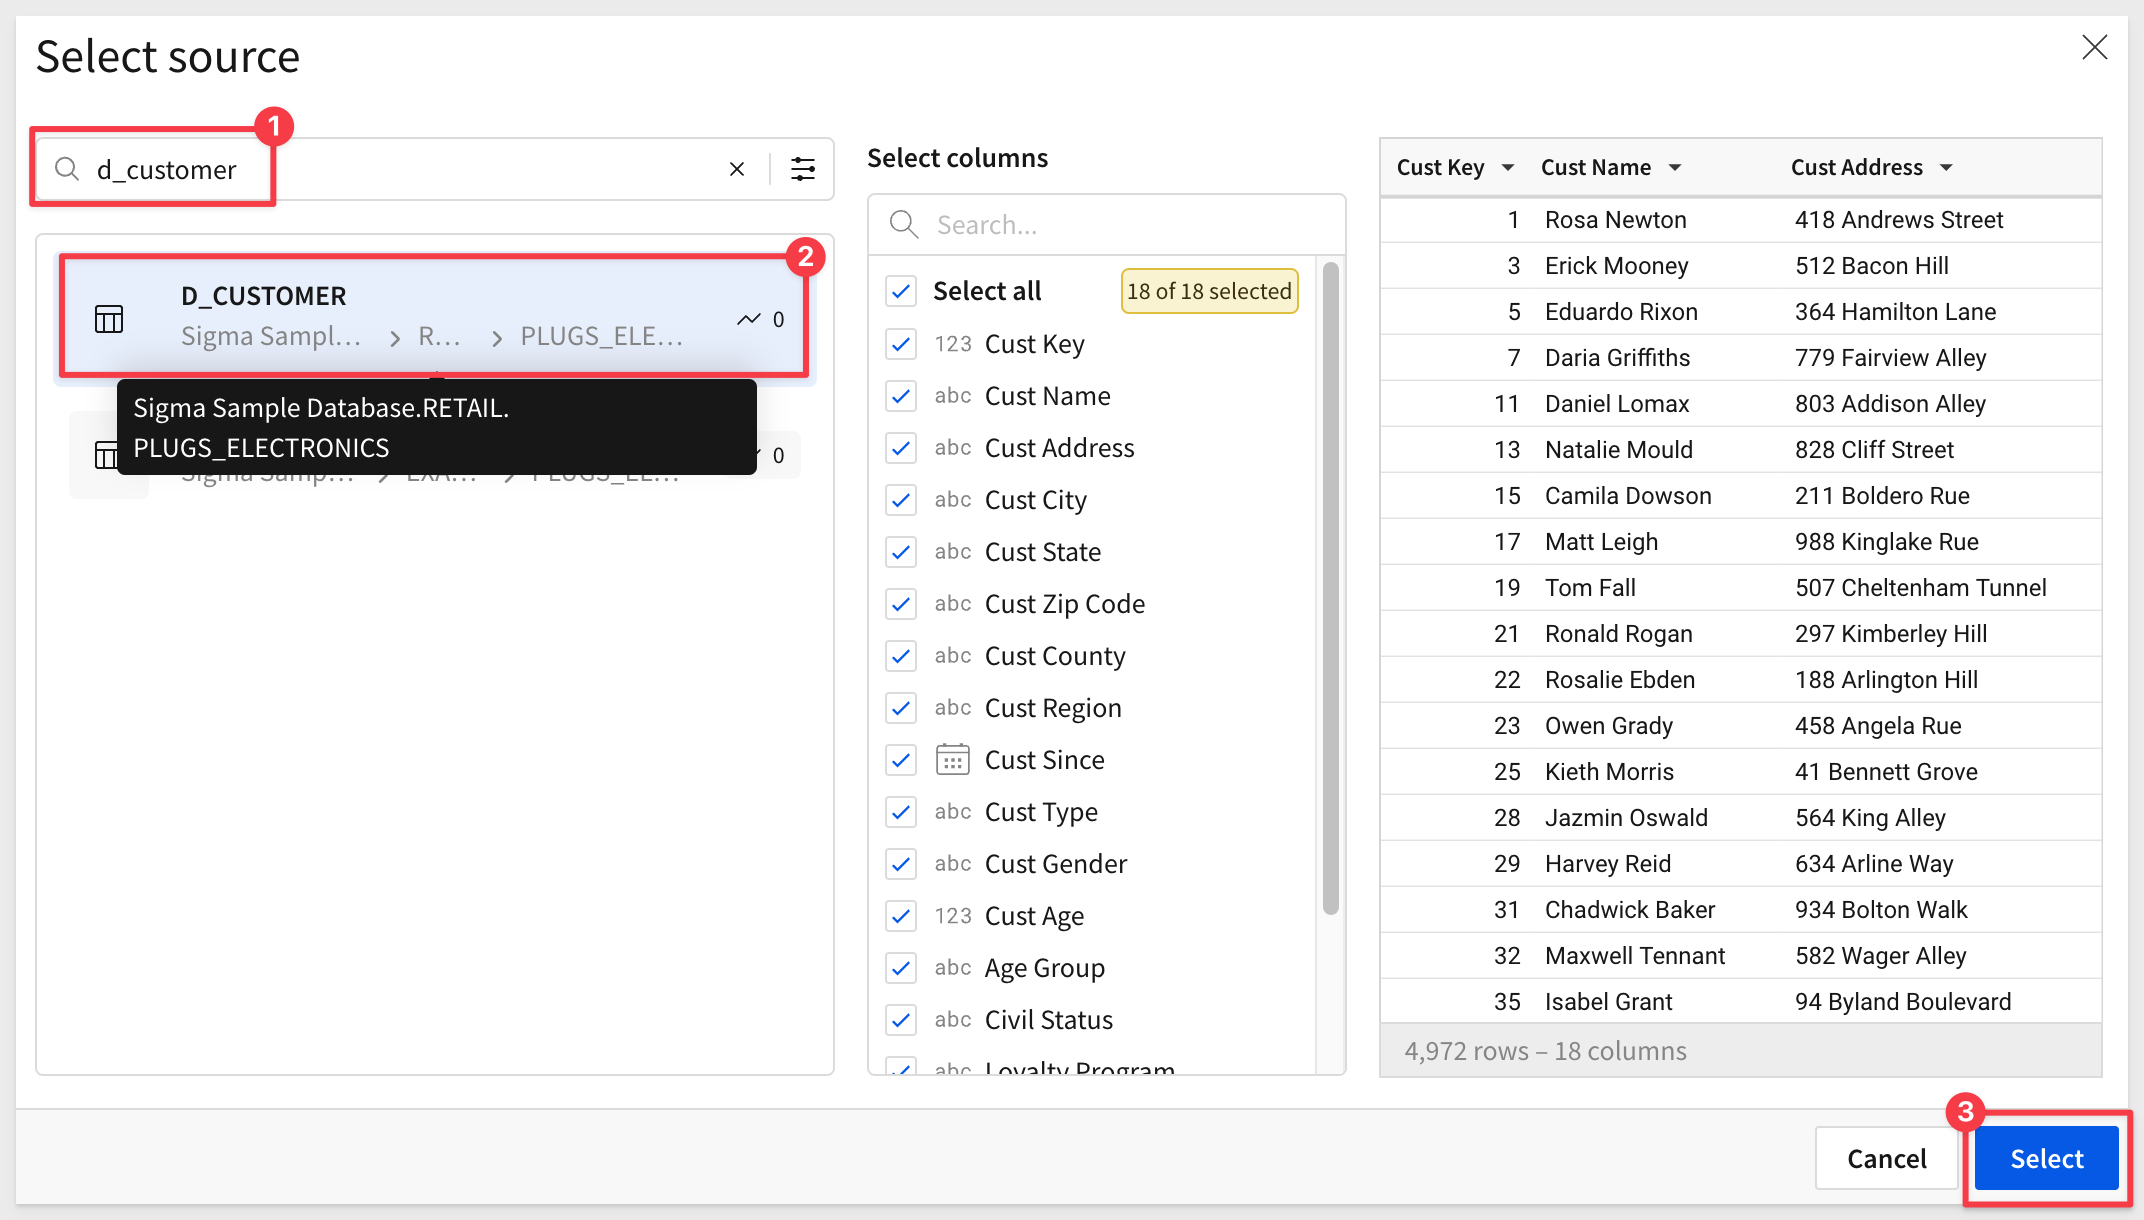 Select source
1
d_customer
2
D_CUSTOMER
Sigma Sampl... > R... > PLUGS_ELE...
0
Sigma Sample Database.RETAIL.
PLUGS_ELECTRONICS
0
Select columns
Search...
Select all
18 of 18 selected
123 Cust Key
abc Cust Name
abc Cust Address
abc Cust City
abc Cust State
abc Cust Zip Code
abc Cust County
abc Cust Region
Cust Since
abc Cust Type
abc Cust Gender
123 Cust Age
abc Age Group
abc Civil Status
abc Loyalty Program
Cust Key Cust Name Cust Address
1 Rosa Newton 418 Andrews Street
3 Erick Mooney 512 Bacon Hill
5 Eduardo Rixon 364 Hamilton Lane
7 Daria Griffiths 779 Fairview Alley
11 Daniel Lomax 803 Addison Alley
13 Natalie Mould 828 Cliff Street
15 Camila Dowson 211 Boldero Rue
17 Matt Leigh 988 Kinglake Rue
19 Tom Fall 507 Cheltenham Tunnel
21 Ronald Rogan 297 Kimberley Hill
22 Rosalie Ebden 188 Arlington Hill
23 Owen Grady 458 Angela Rue
25 Kieth Morris 41 Bennett Grove
28 Jazmin Oswald 564 King Alley
29 Harvey Reid 634 Arline Way
31 Chadwick Baker 934 Bolton Walk
32 Maxwell Tennant 582 Wager Alley
35 Isabel Grant 94 Byland Boulevard
4,972 rows – 18 columns
3
Cancel
Select